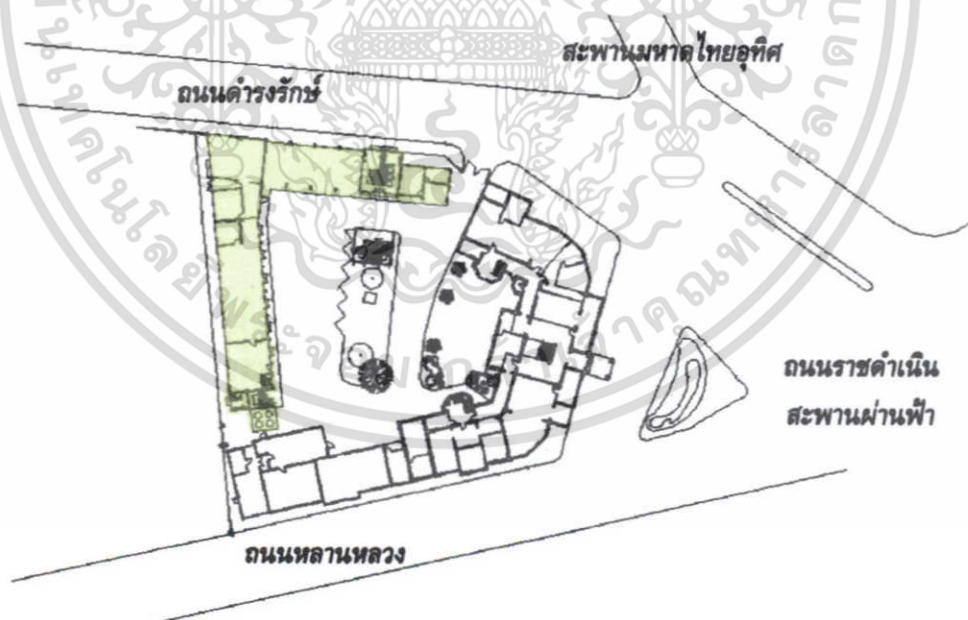 สะพานมหาดไทยอุทิศ
ถนนดำรงรักษ์
ถนนราชดำเนิน
สะพานผ่านฟ้า
ถนนหลานหลวง